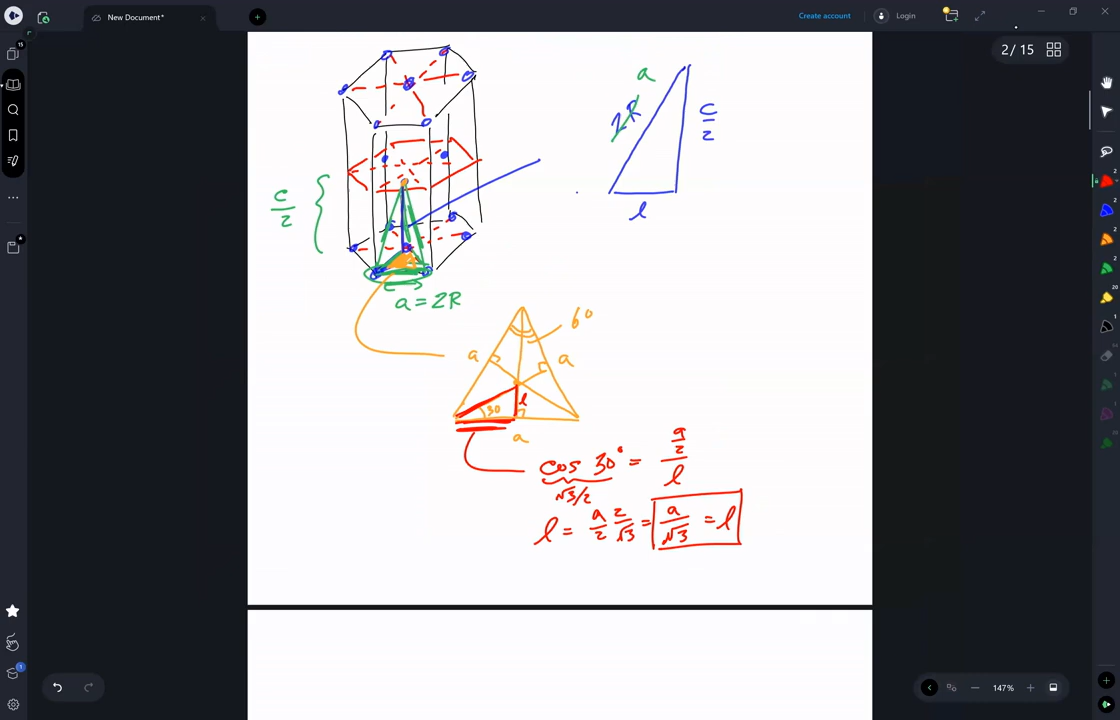 New Document*
Create account
Login
2 / 15
a
2R
c/2
l
c/2
a = 2R
60
a
a
30
l
a
cos 30° = (a/2)/l
√3/2
l = a/2 2/√3 = a/√3 = l
147%